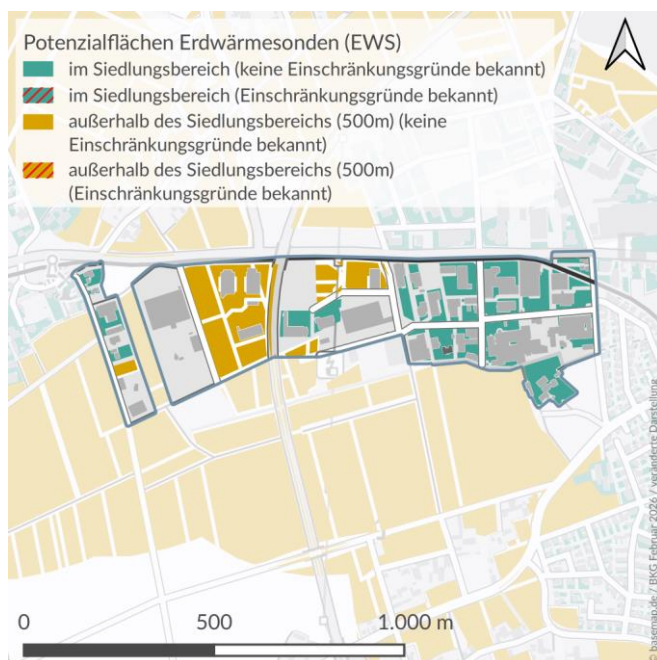 Potenzialflächen Erdwärmesonden (EWS)
im Siedlungsbereich (keine Einschränkungsgründe bekannt)
im Siedlungsbereich (Einschränkungsgründe bekannt)
außerhalb des Siedlungsbereichs (500m) (keine
Einschränkungsgründe bekannt)
außerhalb des Siedlungsbereichs (500m)
(Einschränkungsgründe bekannt)
0 500 1.000 m
© basemap.de / BKG Februar 2026 / veränderte Darstellung